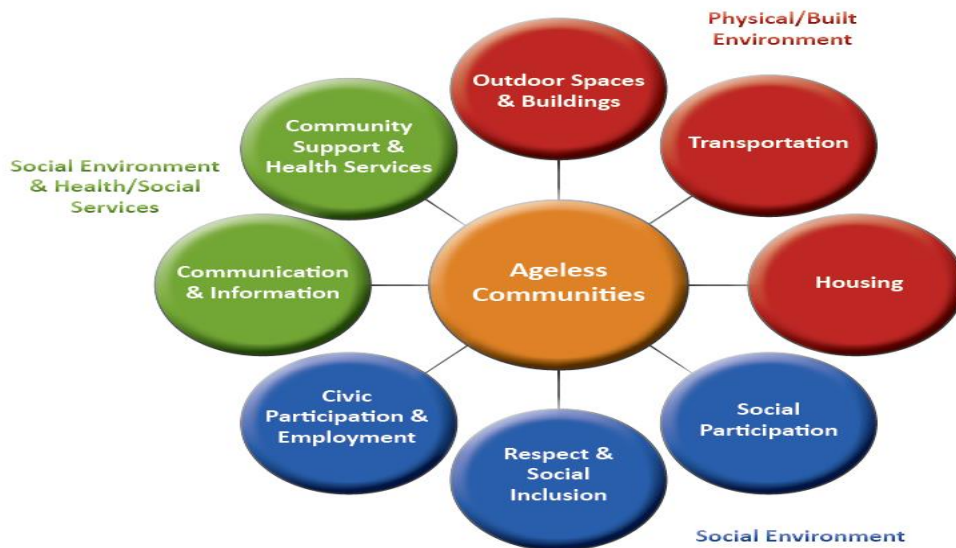 Physical/Built
Environment
Outdoor Spaces
& Buildings
Transportation
Housing
Social
Participation
Social Environment
Respect &
Social
Inclusion
Civic
Participation &
Employment
Communication
& Information
Social Environment
& Health/Social
Services
Community
Support &
Health Services
Ageless
Communities